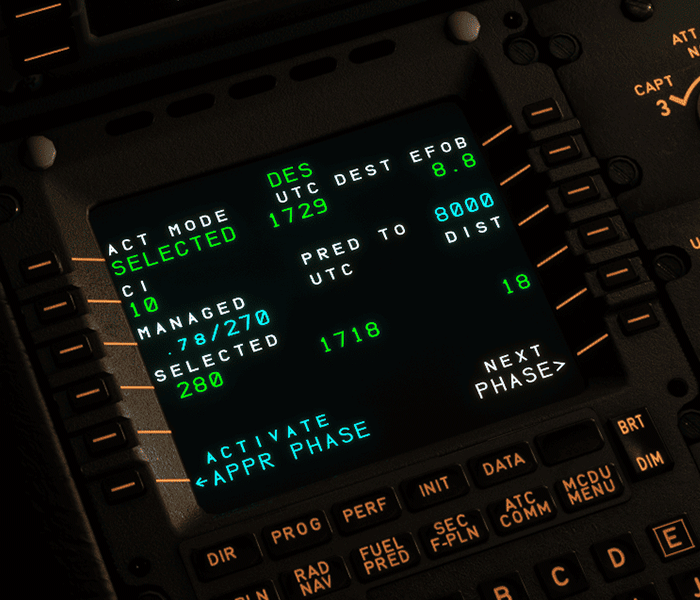 DES
ACT MODE UTC DEST EFOB
SELECTED 1729 8.8
CI
10
PRED TO 8000
MANAGED UTC DIST
.78/270
SELECTED 1718 18
280
ACTIVATE NEXT
←APPR PHASE PHASE>
BRT
DIM
DIR PROG PERF INIT DATA
RAD NAV FUEL PRED SEC F-PLN ATC COMM MCDU MENU
B C D E
ATT
CAPT
3